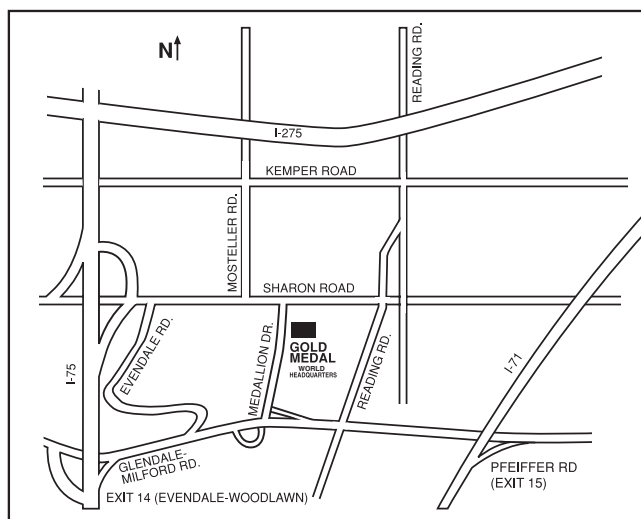 N
READING RD.
I-275
KEMPER ROAD
MOSTELLER RD.
SHARON ROAD
I-75
EVENDALE RD.
MEDALLION DR.
GOLD
MEDAL
WORLD
HEADQUARTERS
READING RD.
I-71
GLENDALE-
MILFORD RD.
EXIT 14 (EVENDALE-WOODLAWN)
PFEIFFER RD
(EXIT 15)